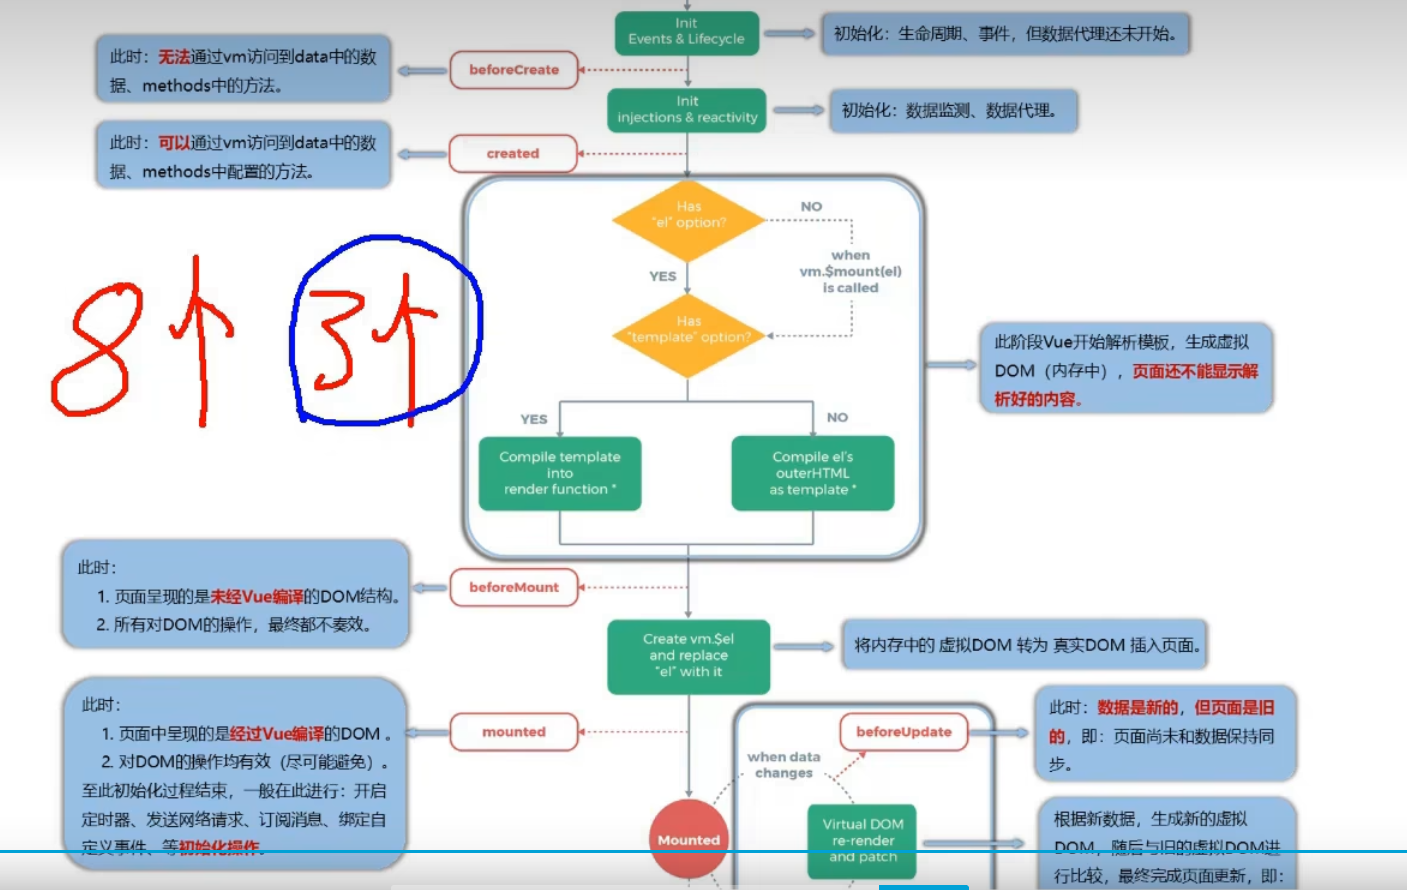 Init
Events & Lifecycle
初始化：生命周期、事件，但数据代理还未开始。
此时：无法通过vm访问到data中的数
据、methods中的方法。
beforeCreate
Init
injections & reactivity
初始化：数据监测、数据代理。
此时：可以通过vm访问到data中的数
据、methods中配置的方法。
created
Has
"el" option?
NO
when
vm.$mount(el)
is called
YES
Has
"template" option?
8↑ 3↑
此阶段Vue开始解析模板，生成虚拟
DOM（内存中），页面还不能显示解
析好的内容。
YES
NO
Compile template
into
render function *
Compile el's
outerHTML
as template *
此时：
1. 页面呈现的是未经Vue编译的DOM结构。
2. 所有对DOM的操作，最终都不奏效。
beforeMount
Create vm.$el
and replace
"el" with it
将内存中的 虚拟DOM 转为 真实DOM 插入页面。
此时：
1. 页面中呈现的是经过Vue编译的DOM 。
2. 对DOM的操作均有效（尽可能避免）。
至此初始化过程结束，一般在此进行：开启
定时器、发送网络请求、订阅消息、绑定自
定义事件、等初始化操作。
mounted
beforeUpdate
此时：数据是新的，但页面是旧
的，即：页面尚未和数据保持同
步。
when data
changes
Mounted
Virtual DOM
re-render
and patch
根据新数据，生成新的虚拟
DOM，随后与旧的虚拟DOM进
行比较，最终完成页面更新，即：